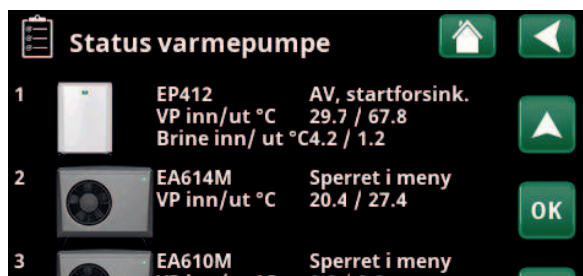 Status varmepumpe
1 EP412 AV, startforsink.
VP inn/ut °C 29.7 / 67.8
Brine inn/ ut °C4.2 / 1.2
2 EA614M Sperret i meny
VP inn/ut °C 20.4 / 27.4
OK
3 EA610M Sperret i meny